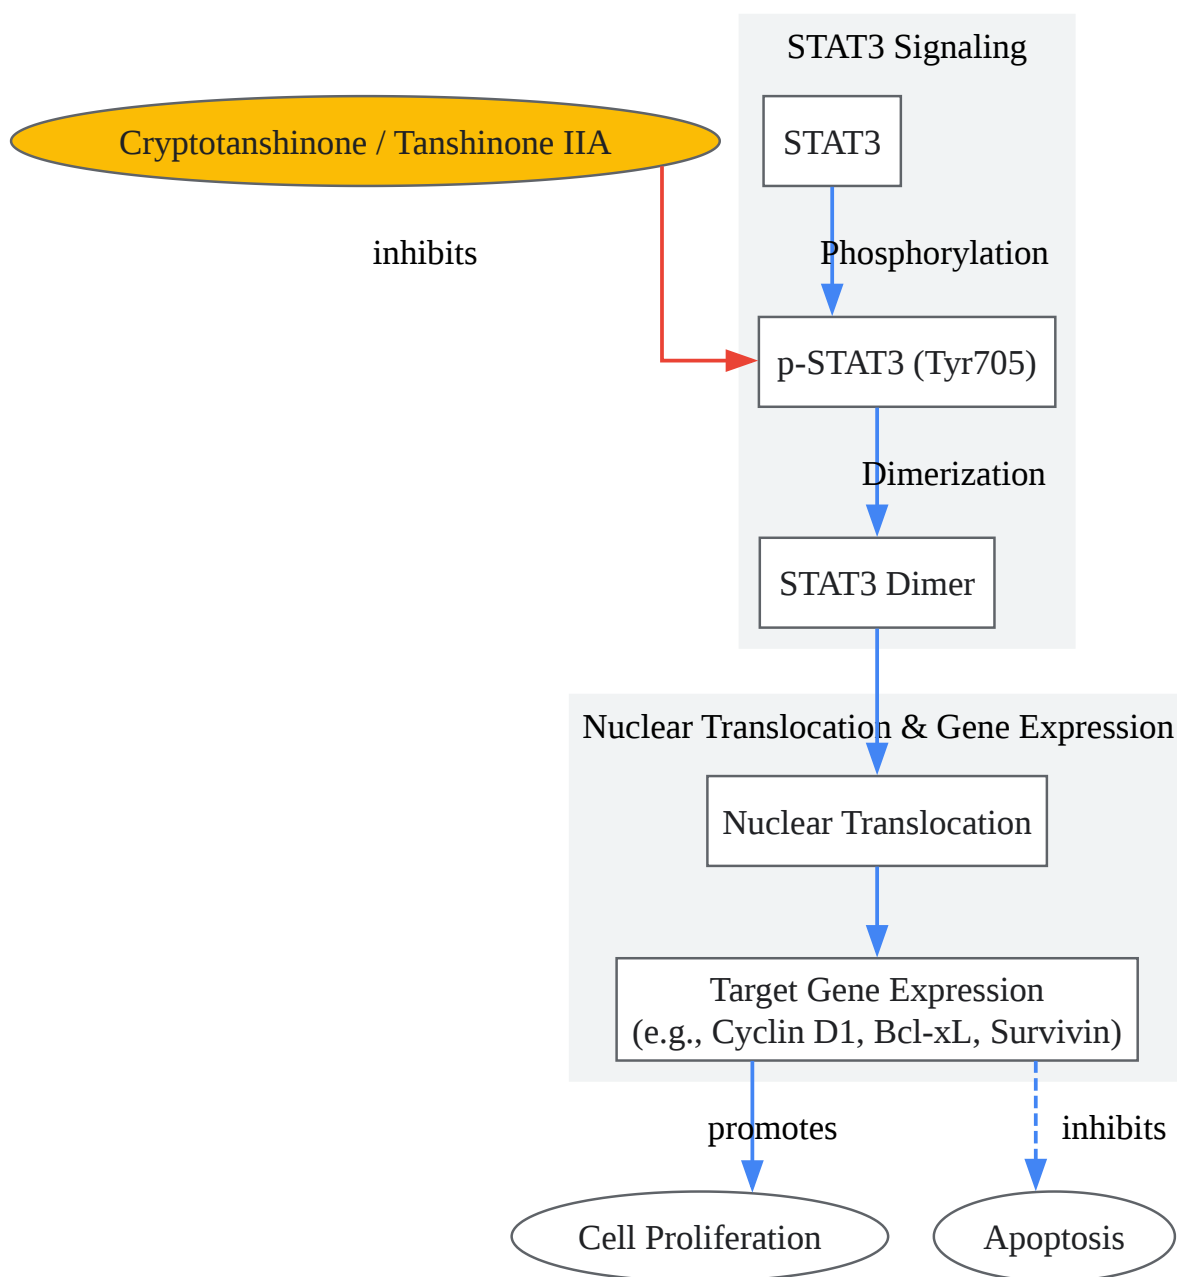 STAT3 Signaling
Cryptotanshinone / Tanshinone IIA
STAT3
inhibits
Phosphorylation
p-STAT3 (Tyr705)
Dimerization
STAT3 Dimer
Nuclear Translocation & Gene Expression
Nuclear Translocation
Target Gene Expression
(e.g., Cyclin D1, Bcl-xL, Survivin)
promotes
inhibits
Cell Proliferation
Apoptosis